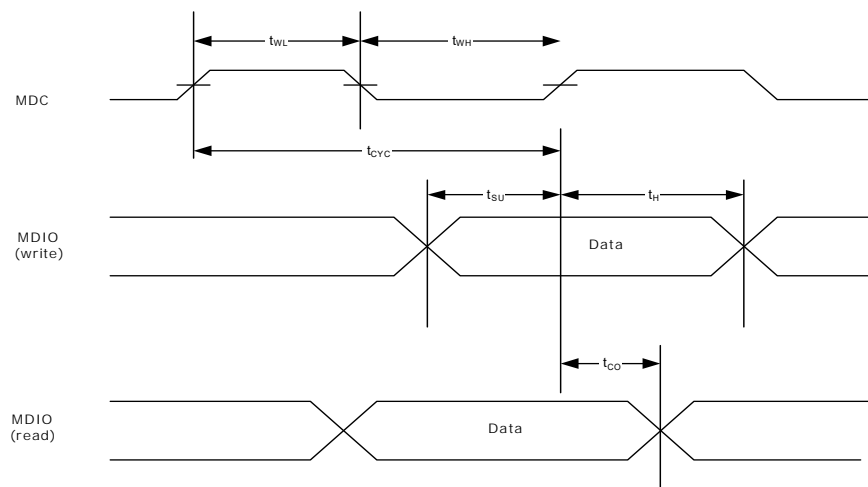 tWL
tWH
MDC
tCYC
tSU
tH
MDIO
(write)
Data
tCO
MDIO
(read)
Data